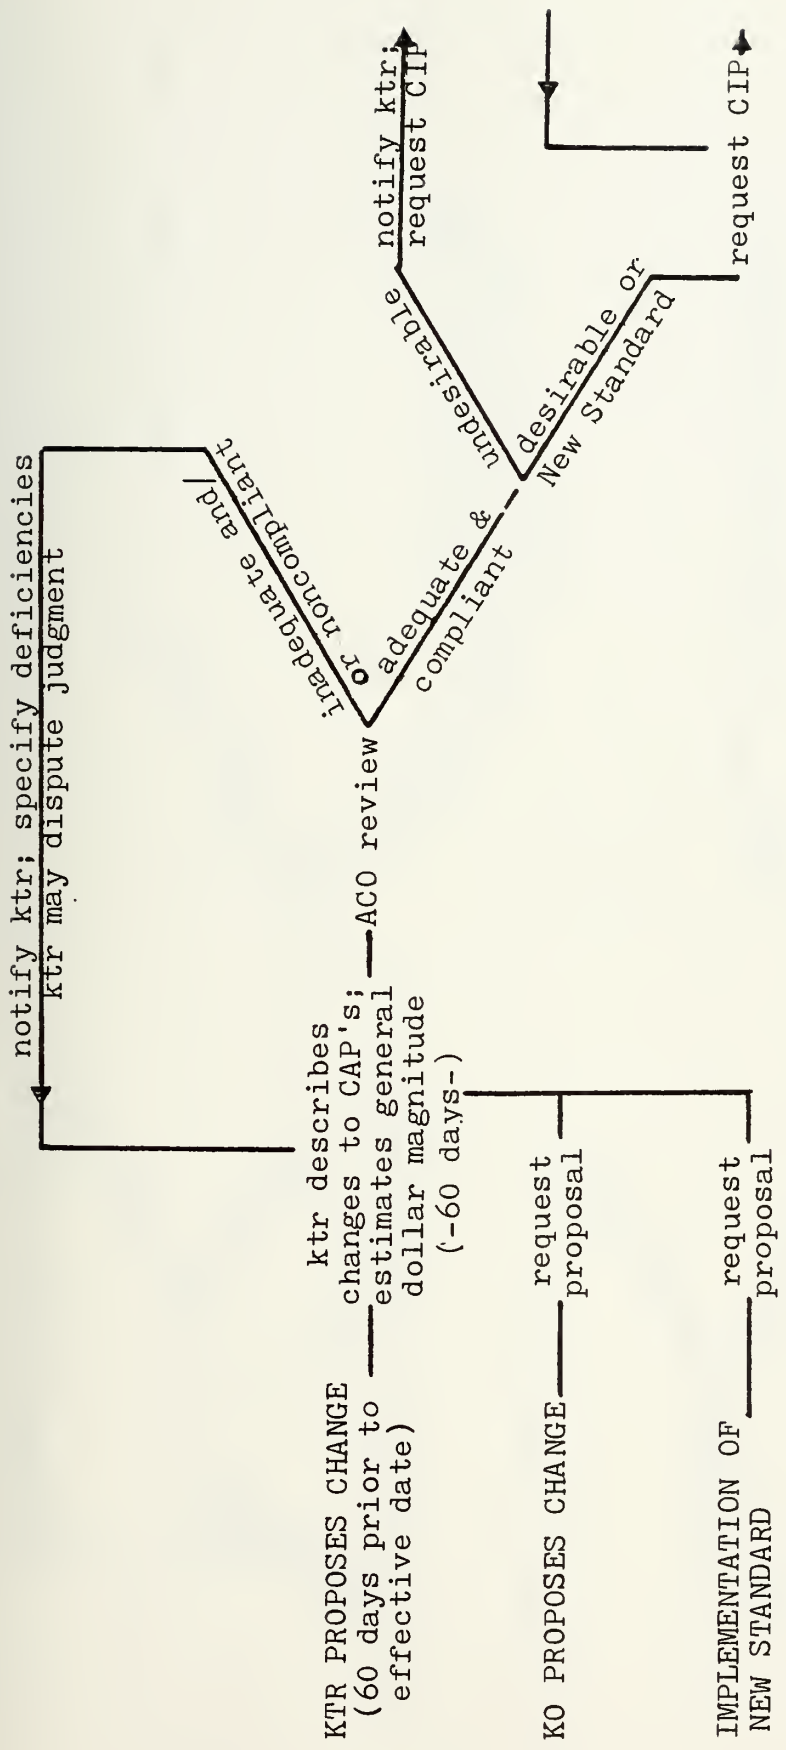 notify ktr; specify deficiencies
ktr may dispute judgment
KTR PROPOSES CHANGE
(60 days prior to
effective date)
ktr describes
changes to CAP's;
estimates general
dollar magnitude
(-60 days-)
ACO review
inadequate and/
or noncompliant
adequate &
compliant
undesirable
notify ktr;
request CIP
desirable or
New Standard
request CIP
KO PROPOSES CHANGE
request
proposal
IMPLEMENTATION OF
NEW STANDARD
request
proposal